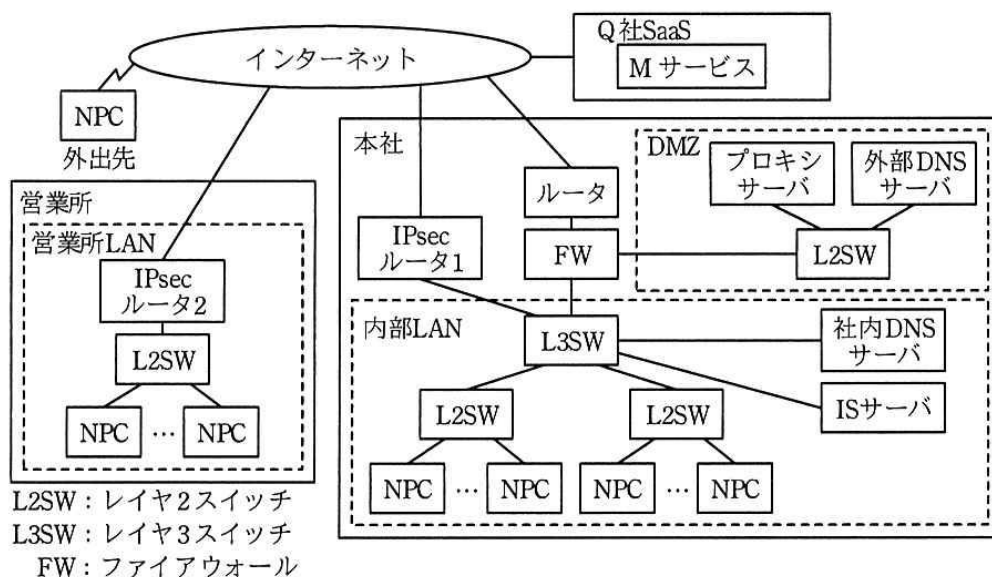 インターネット
Q社SaaS
Mサービス
NPC
外出先
営業所
営業所LAN
IPsec
ルータ2
L2SW
NPC … NPC
本社
IPsec
ルータ1
ルータ
FW
DMZ
プロキシ
サーバ
外部DNS
サーバ
L2SW
内部LAN
L3SW
社内DNS
サーバ
ISサーバ
L2SW
L2SW
NPC … NPC
NPC … NPC
L2SW：レイヤ2スイッチ
L3SW：レイヤ3スイッチ
FW：ファイアウォール